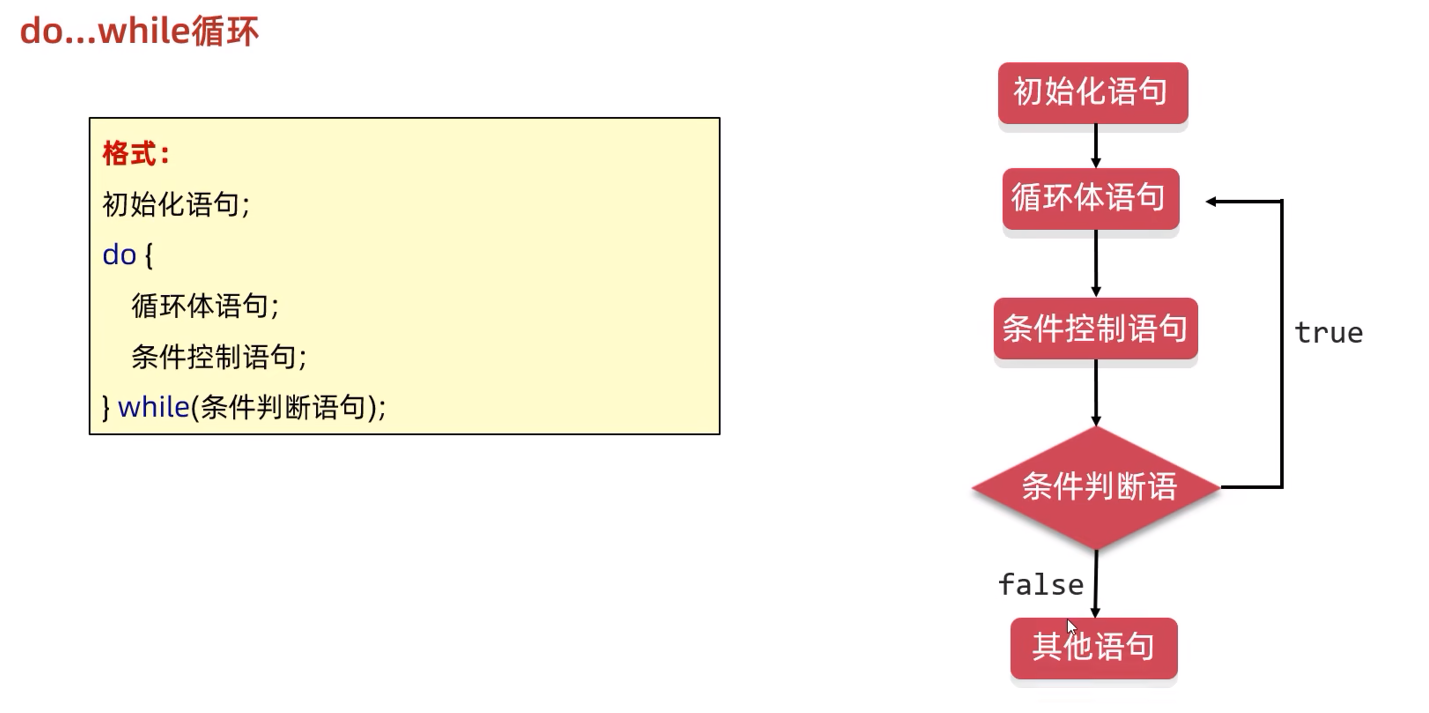 do...while循环
格式：
初始化语句;
do {
循环体语句;
条件控制语句;
} while(条件判断语句);
初始化语句
循环体语句
条件控制语句
true
条件判断语
false
其他语句